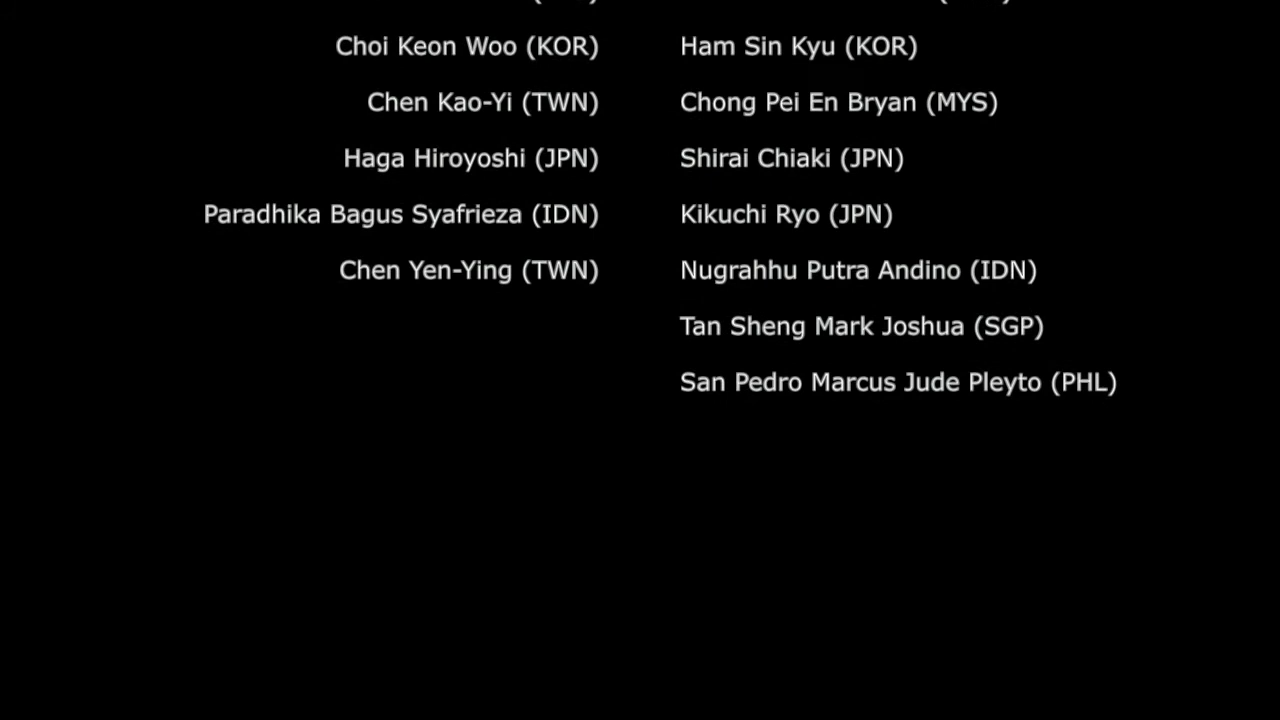 Choi Keon Woo (KOR)
Ham Sin Kyu (KOR)
Chen Kao-Yi (TWN)
Chong Pei En Bryan (MYS)
Haga Hiroyoshi (JPN)
Shirai Chiaki (JPN)
Paradhika Bagus Syafrieza (IDN)
Kikuchi Ryo (JPN)
Chen Yen-Ying (TWN)
Nugrahhu Putra Andino (IDN)
Tan Sheng Mark Joshua (SGP)
San Pedro Marcus Jude Pleyto (PHL)